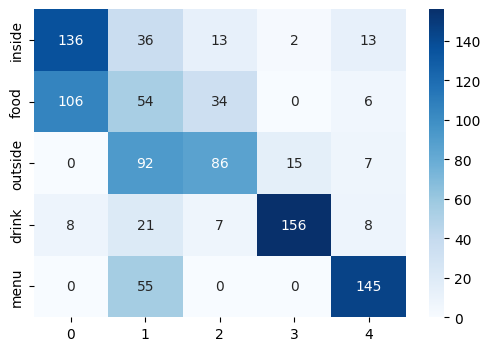 inside 136 36 13 2 13
food 106 54 34 0 6
outside 0 92 86 15 7
drink 8 21 7 156 8
menu 0 55 0 0 145
0 1 2 3 4
140
120
100
80
60
40
20
0